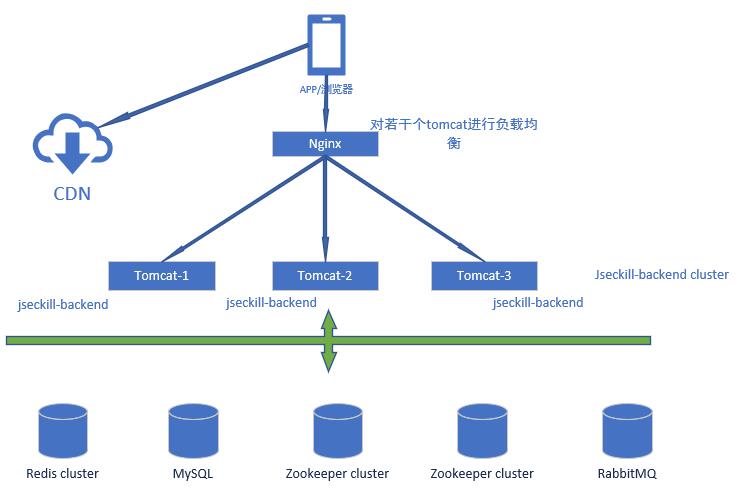 APP/浏览器
对若干个tomcat进行负载均
衡
Nginx
CDN
Tomcat-1
Tomcat-2
Tomcat-3
Jseckill-backend cluster
jseckill-backend
jseckill-backend
jseckill-backend
Redis cluster
MySQL
Zookeeper cluster
Zookeeper cluster
RabbitMQ